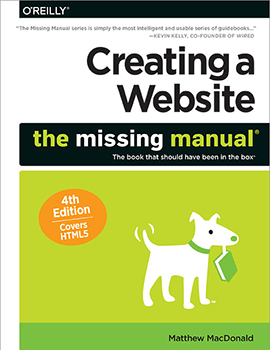 O'REILLY®
"The Missing Manual series is simply the most intelligent and usable series of guidebooks..."
—KEVIN KELLY, CO-FOUNDER OF WIRED
Creating a
Website
the missing manual®
The book that should have been in the box®
4th
Edition
Covers
HTML5
Matthew MacDonald